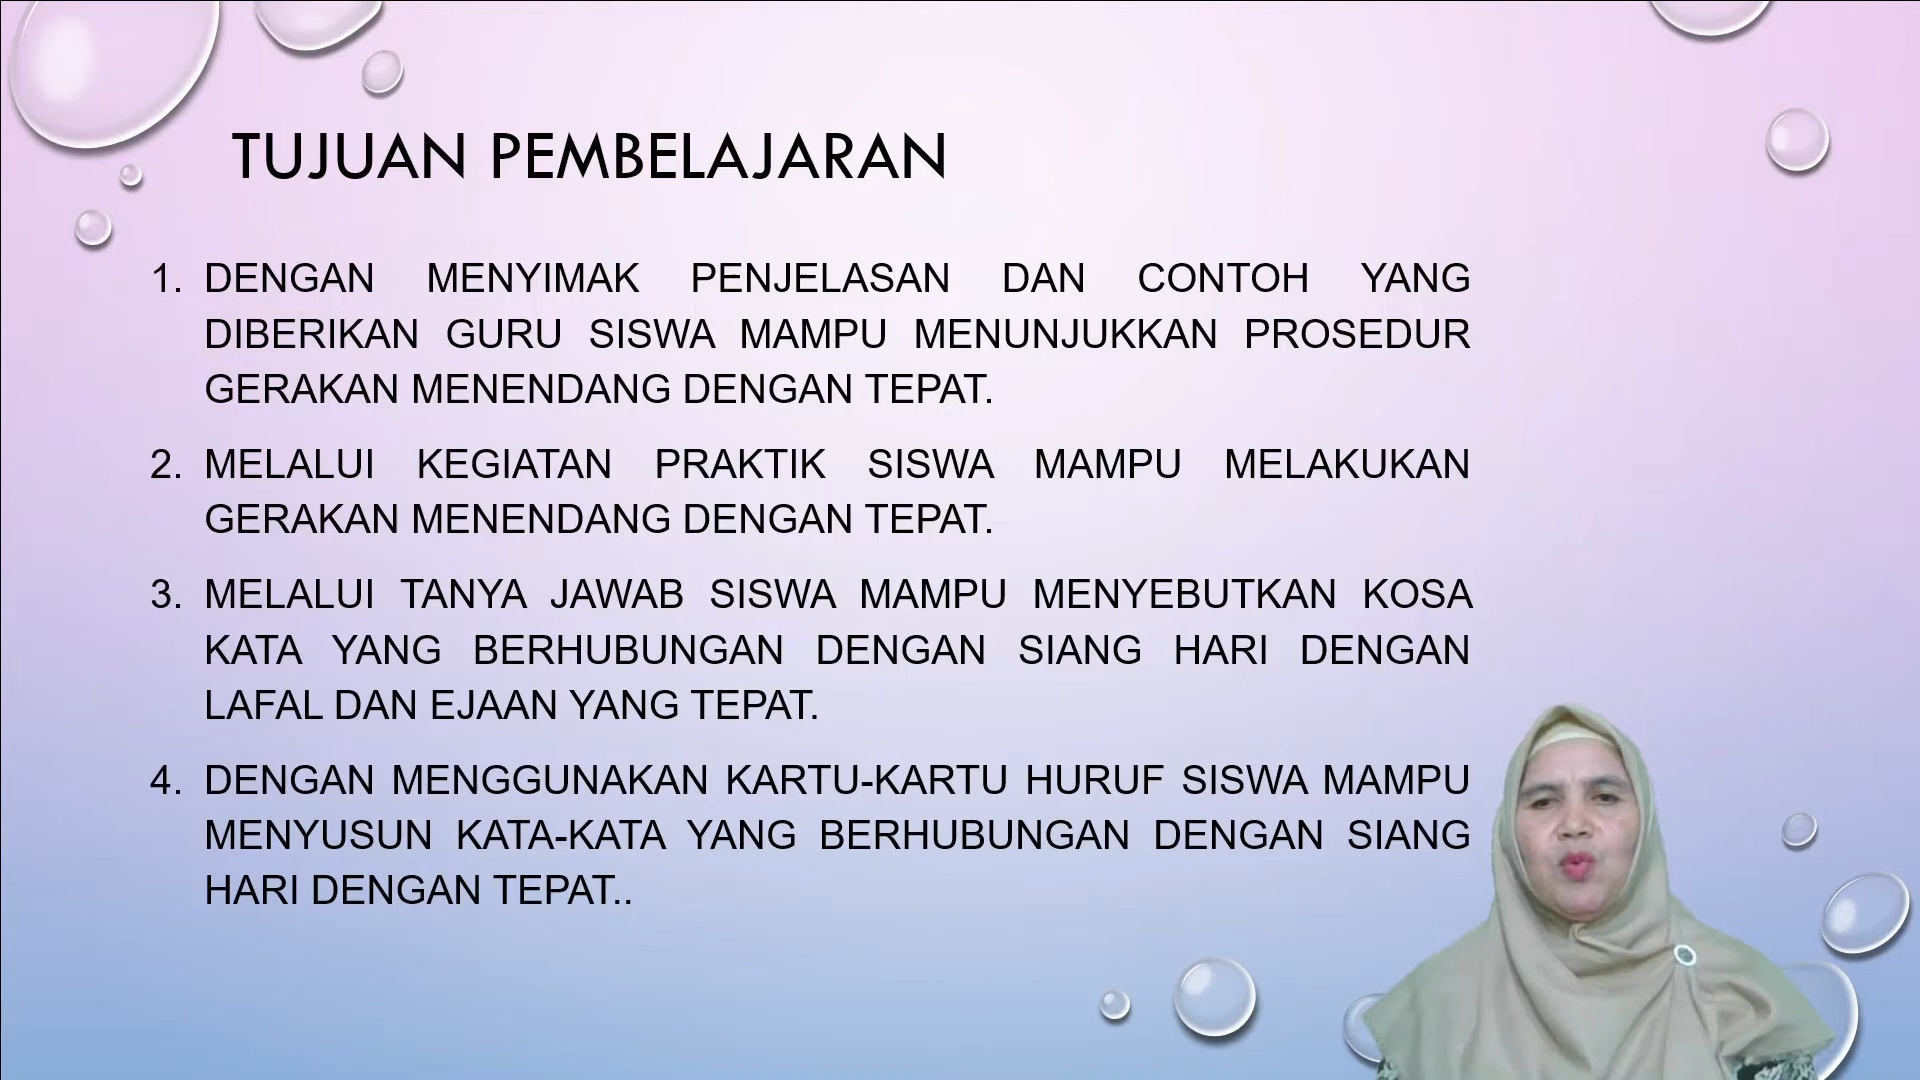 TUJUAN PEMBELAJARAN
1. DENGAN MENYIMAK PENJELASAN DAN CONTOH YANG
DIBERIKAN GURU SISWA MAMPU MENUNJUKKAN PROSEDUR
GERAKAN MENENDANG DENGAN TEPAT.
2. MELALUI KEGIATAN PRAKTIK SISWA MAMPU MELAKUKAN
GERAKAN MENENDANG DENGAN TEPAT.
3. MELALUI TANYA JAWAB SISWA MAMPU MENYEBUTKAN KOSA
KATA YANG BERHUBUNGAN DENGAN SIANG HARI DENGAN
LAFAL DAN EJAAN YANG TEPAT.
4. DENGAN MENGGUNAKAN KARTU-KARTU HURUF SISWA MAMPU
MENYUSUN KATA-KATA YANG BERHUBUNGAN DENGAN SIANG
HARI DENGAN TEPAT..